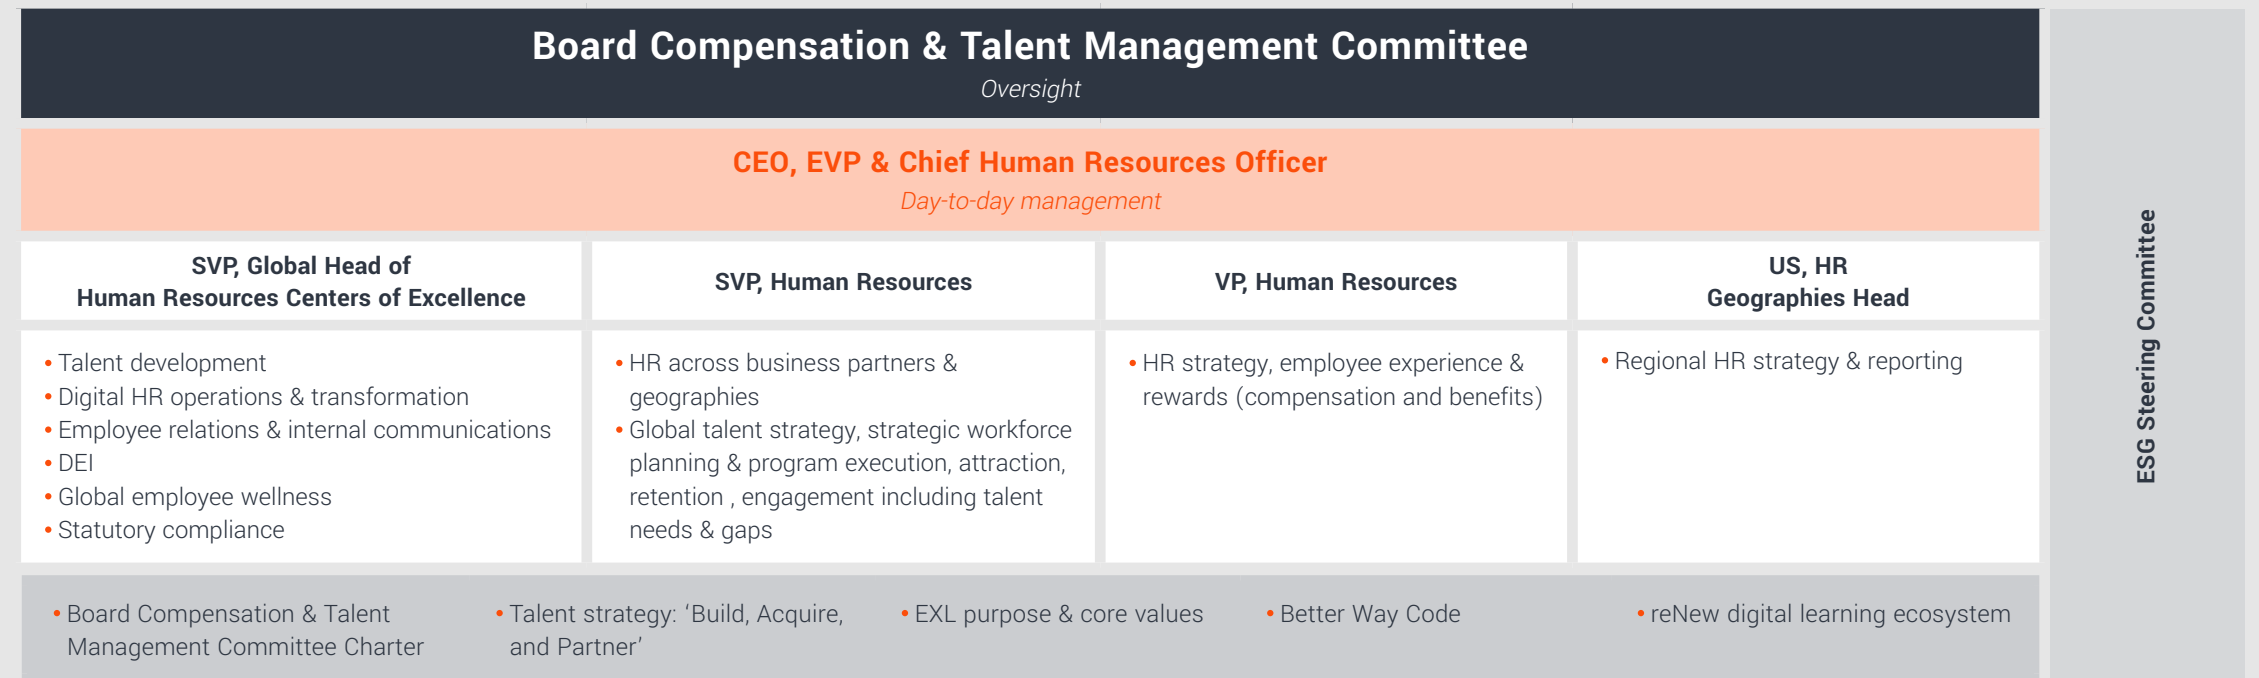 Board Compensation & Talent Management Committee
Oversight
CEO, EVP & Chief Human Resources Officer
Day-to-day management
SVP, Global Head of
Human Resources Centers of Excellence
• Talent development
• Digital HR operations & transformation
• Employee relations & internal communications
• DEI
• Global employee wellness
• Statutory compliance
SVP, Human Resources
• HR across business partners &
geographies
• Global talent strategy, strategic workforce
planning & program execution, attraction,
retention , engagement including talent
needs & gaps
VP, Human Resources
• HR strategy, employee experience &
rewards (compensation and benefits)
US, HR
Geographies Head
• Regional HR strategy & reporting
• Board Compensation & Talent
Management Committee Charter
• Talent strategy: ‘Build, Acquire,
and Partner’
• EXL purpose & core values
• Better Way Code
• reNew digital learning ecosystem
ESG Steering Committee